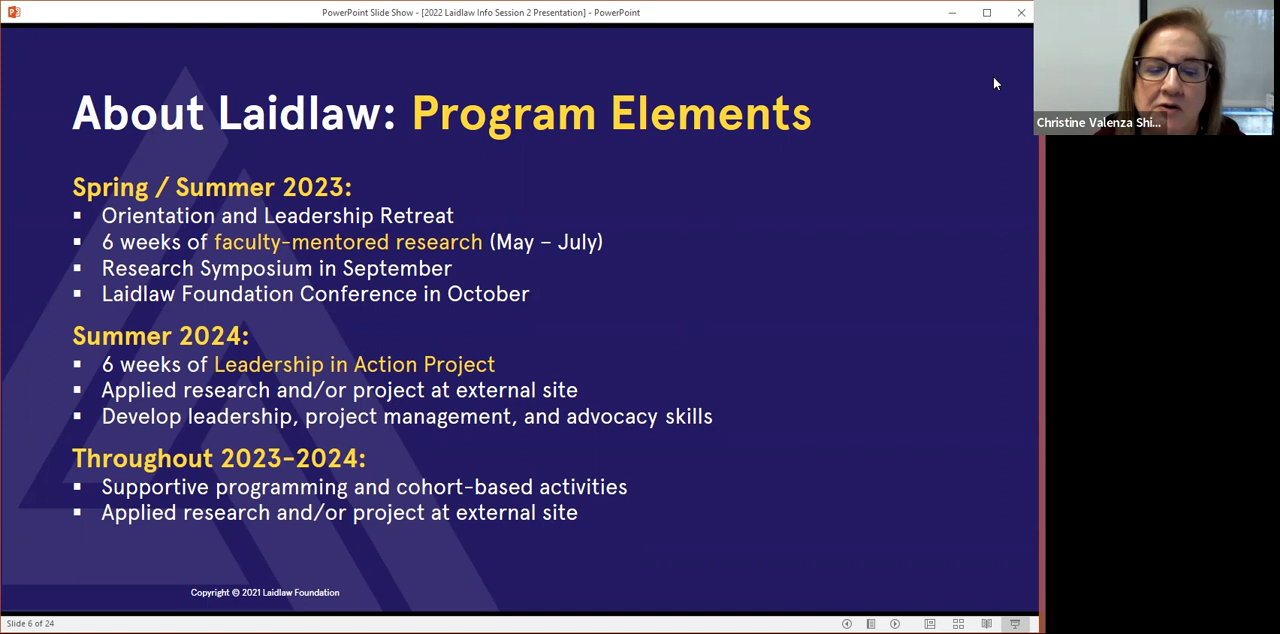 PowerPoint Slide Show - [2022 Laidlaw Info Session 2 Presentation] - PowerPoint
About Laidlaw: Program Elements
Spring / Summer 2023:
▪ Orientation and Leadership Retreat
▪ 6 weeks of faculty-mentored research (May – July)
▪ Research Symposium in September
▪ Laidlaw Foundation Conference in October
Summer 2024:
▪ 6 weeks of Leadership in Action Project
▪ Applied research and/or project at external site
▪ Develop leadership, project management, and advocacy skills
Throughout 2023-2024:
▪ Supportive programming and cohort-based activities
▪ Applied research and/or project at external site
Copyright © 2021 Laidlaw Foundation
Slide 6 of 24
Christine Valenza Shi...